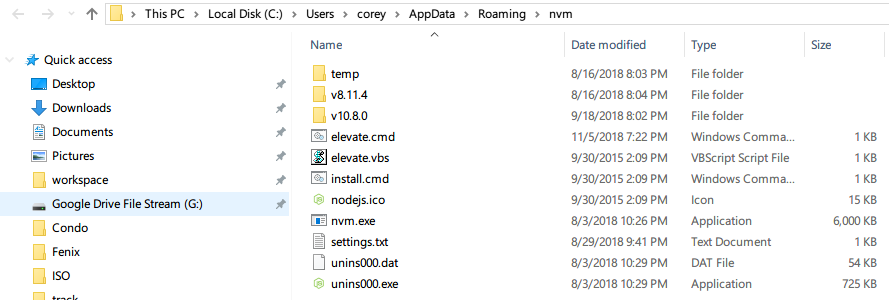 This PC > Local Disk (C:) > Users > corey > AppData > Roaming > nvm
Name Date modified Type Size
Quick access
Desktop
Downloads
Documents
Pictures
workspace
Google Drive File Stream (G:)
Condo
Fenix
ISO
track
temp 8/16/2018 8:03 PM File folder
v8.11.4 8/16/2018 8:04 PM File folder
v10.8.0 9/18/2018 8:02 PM File folder
elevate.cmd 11/5/2018 7:22 PM Windows Comma... 1 KB
elevate.vbs 9/30/2015 2:09 PM VBScript Script File 1 KB
install.cmd 9/30/2015 2:09 PM Windows Comma... 1 KB
nodejs.ico 9/30/2015 2:09 PM Icon 15 KB
nvm.exe 8/3/2018 10:26 PM Application 6,000 KB
settings.txt 8/29/2018 9:41 PM Text Document 1 KB
unins000.dat 8/3/2018 10:29 PM DAT File 54 KB
unins000.exe 8/3/2018 10:29 PM Application 725 KB